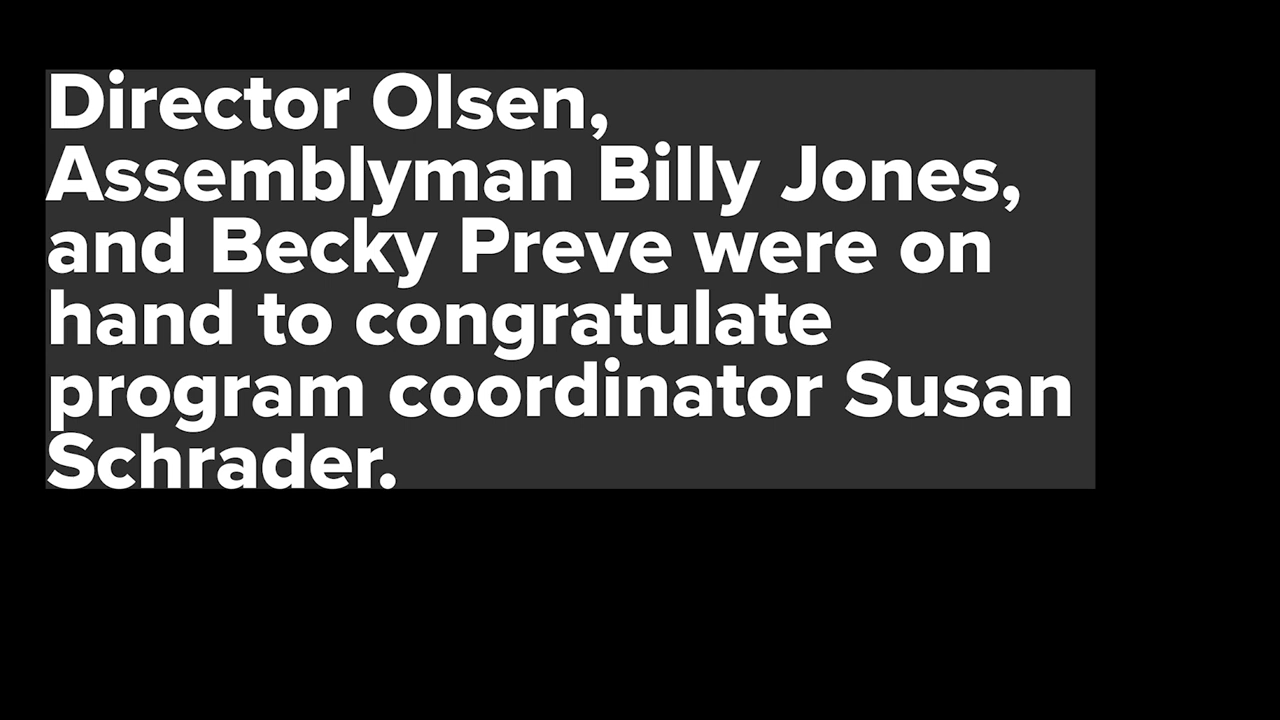 Director Olsen,
Assemblyman Billy Jones,
and Becky Preve were on
hand to congratulate
program coordinator Susan
Schrader.